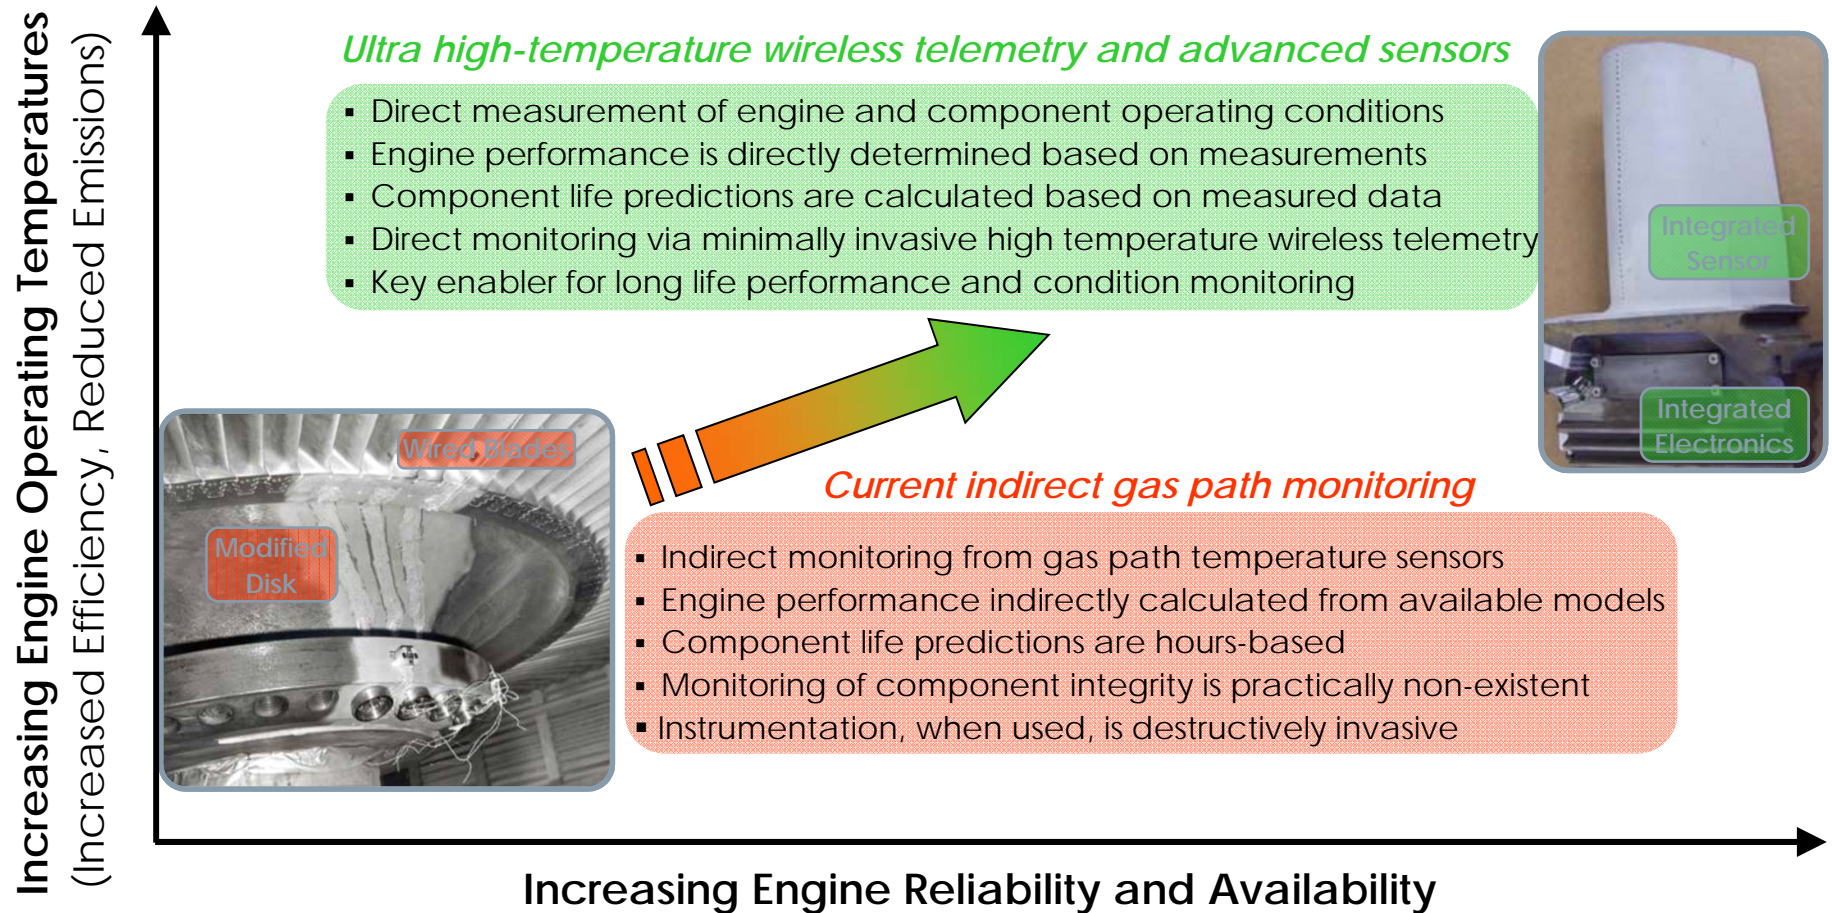 Increasing Engine Operating Temperatures
(Increased Efficiency, Reduced Emissions)
Ultra high-temperature wireless telemetry and advanced sensors
▪ Direct measurement of engine and component operating conditions
▪ Engine performance is directly determined based on measurements
▪ Component life predictions are calculated based on measured data
▪ Direct monitoring via minimally invasive high temperature wireless telemetry
▪ Key enabler for long life performance and condition monitoring
Integrated
Sensor
Integrated
Electronics
Wired Blades
Modified
Disk
Current indirect gas path monitoring
▪ Indirect monitoring from gas path temperature sensors
▪ Engine performance indirectly calculated from available models
▪ Component life predictions are hours-based
▪ Monitoring of component integrity is practically non-existent
▪ Instrumentation, when used, is destructively invasive
Increasing Engine Reliability and Availability